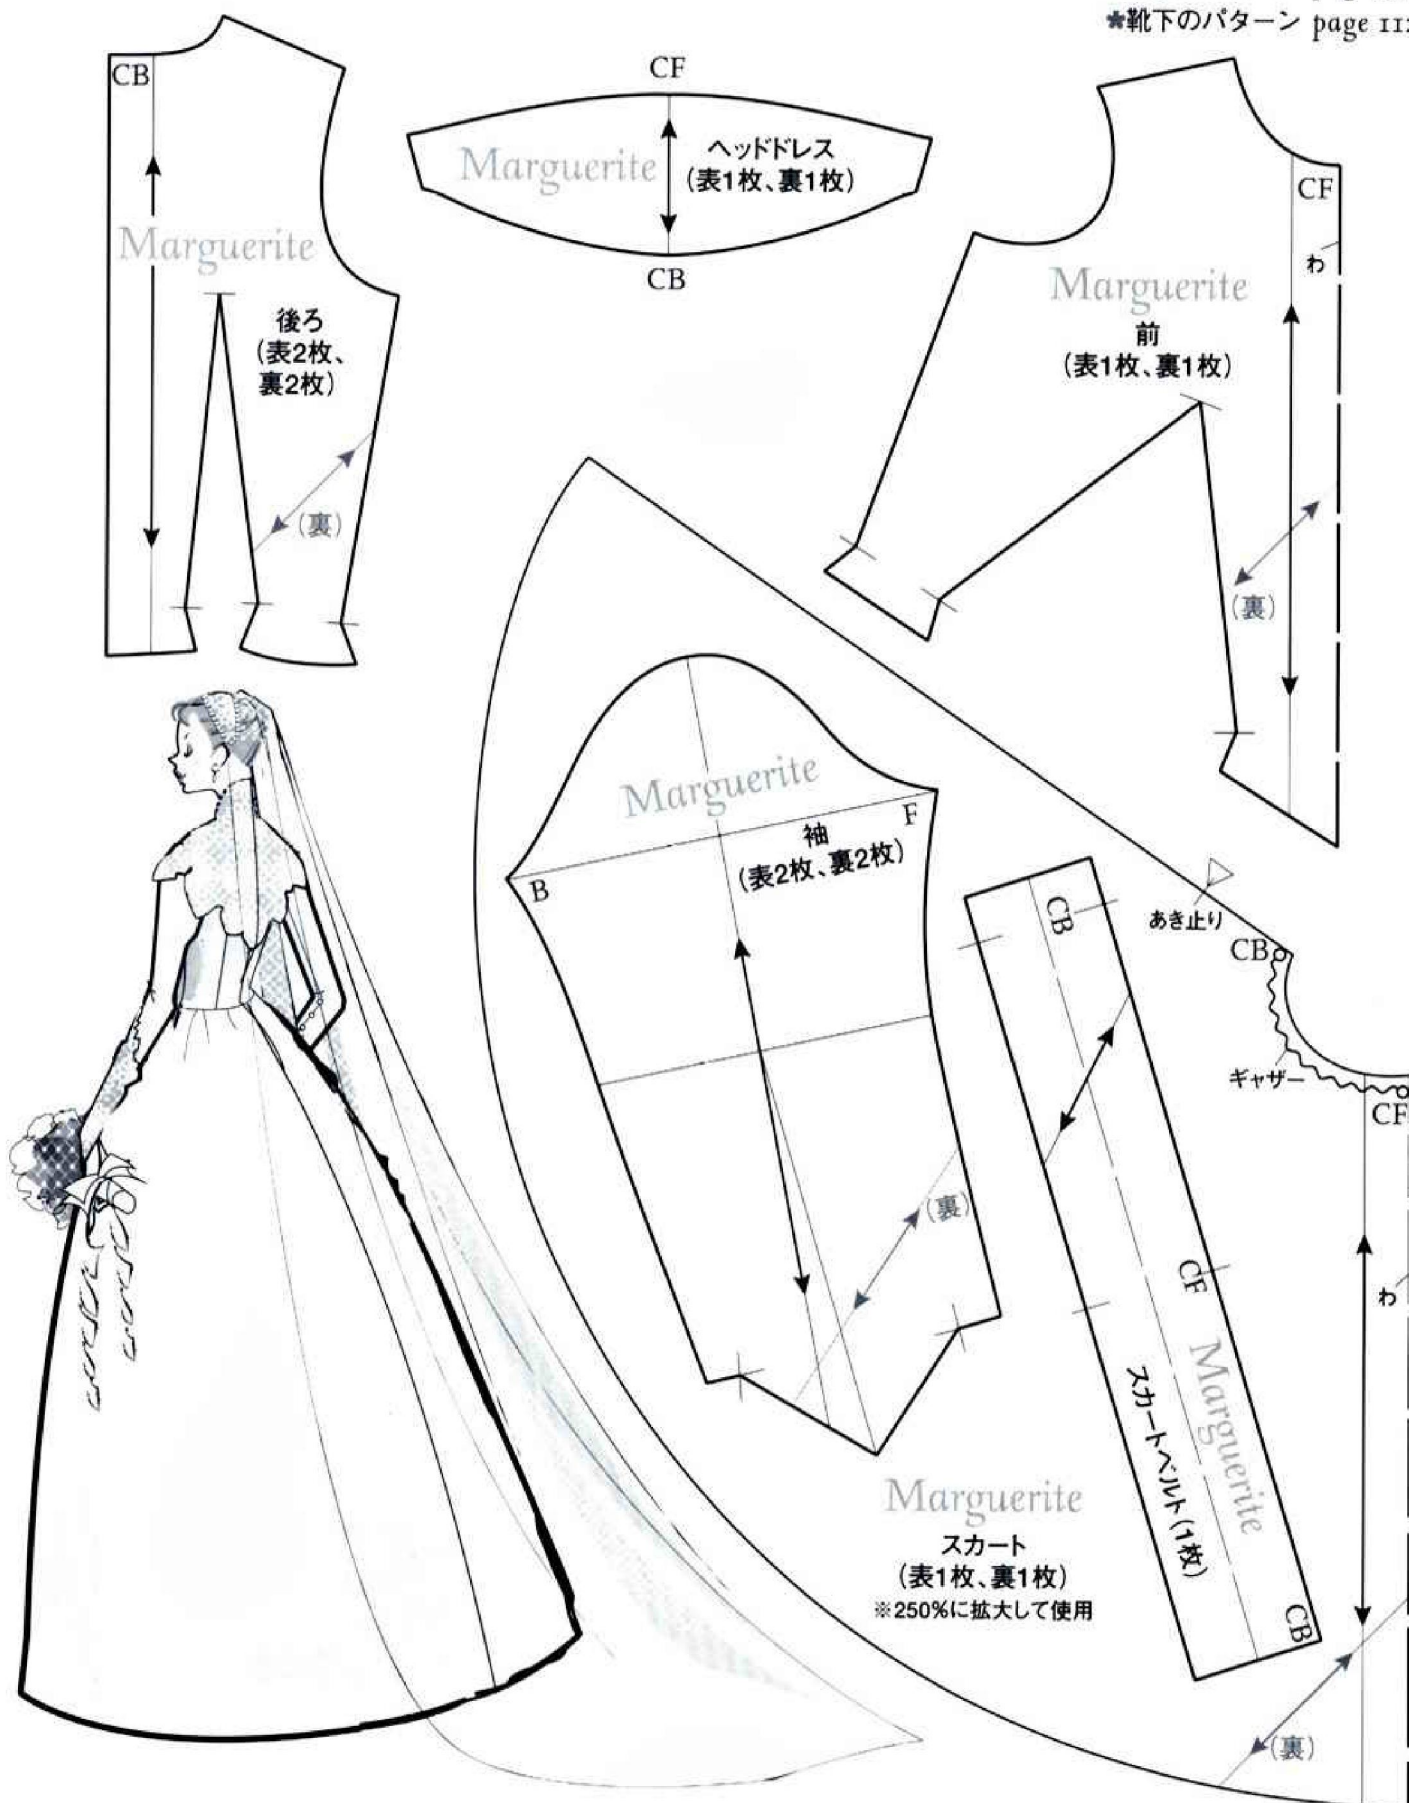 *靴下のパターン page 11
CB
Marguerite
後ろ
(表2枚、
裏2枚)
(裏)
CF
Marguerite
ヘッドドレス
(表1枚、裏1枚)
CB
CF
わ
Marguerite
前
(表1枚、裏1枚)
(裏)
Marguerite
F
袖
(表2枚、裏2枚)
B
(裏)
CB
CF
Marguerite
スカートベルト(1枚)
CB
あき止り
CB
ギャザー
CF
わ
Marguerite
スカート
(表1枚、裏1枚)
※250%に拡大して使用
(裏)